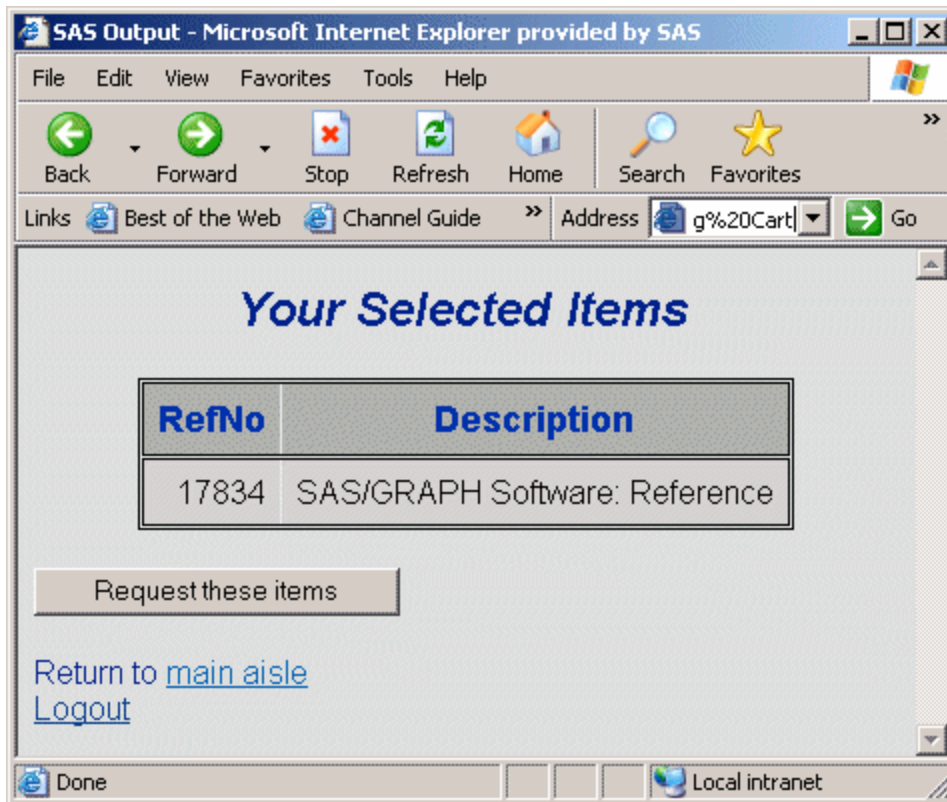 SAS Output - Microsoft Internet Explorer provided by SAS
File Edit View Favorites Tools Help
Back Forward Stop Refresh Home Search Favorites »
Links Best of the Web Channel Guide » Address g%20Cart Go
Your Selected Items
RefNo Description
17834 SAS/GRAPH Software: Reference
Request these items
Return to main aisle
Logout
Done Local intranet